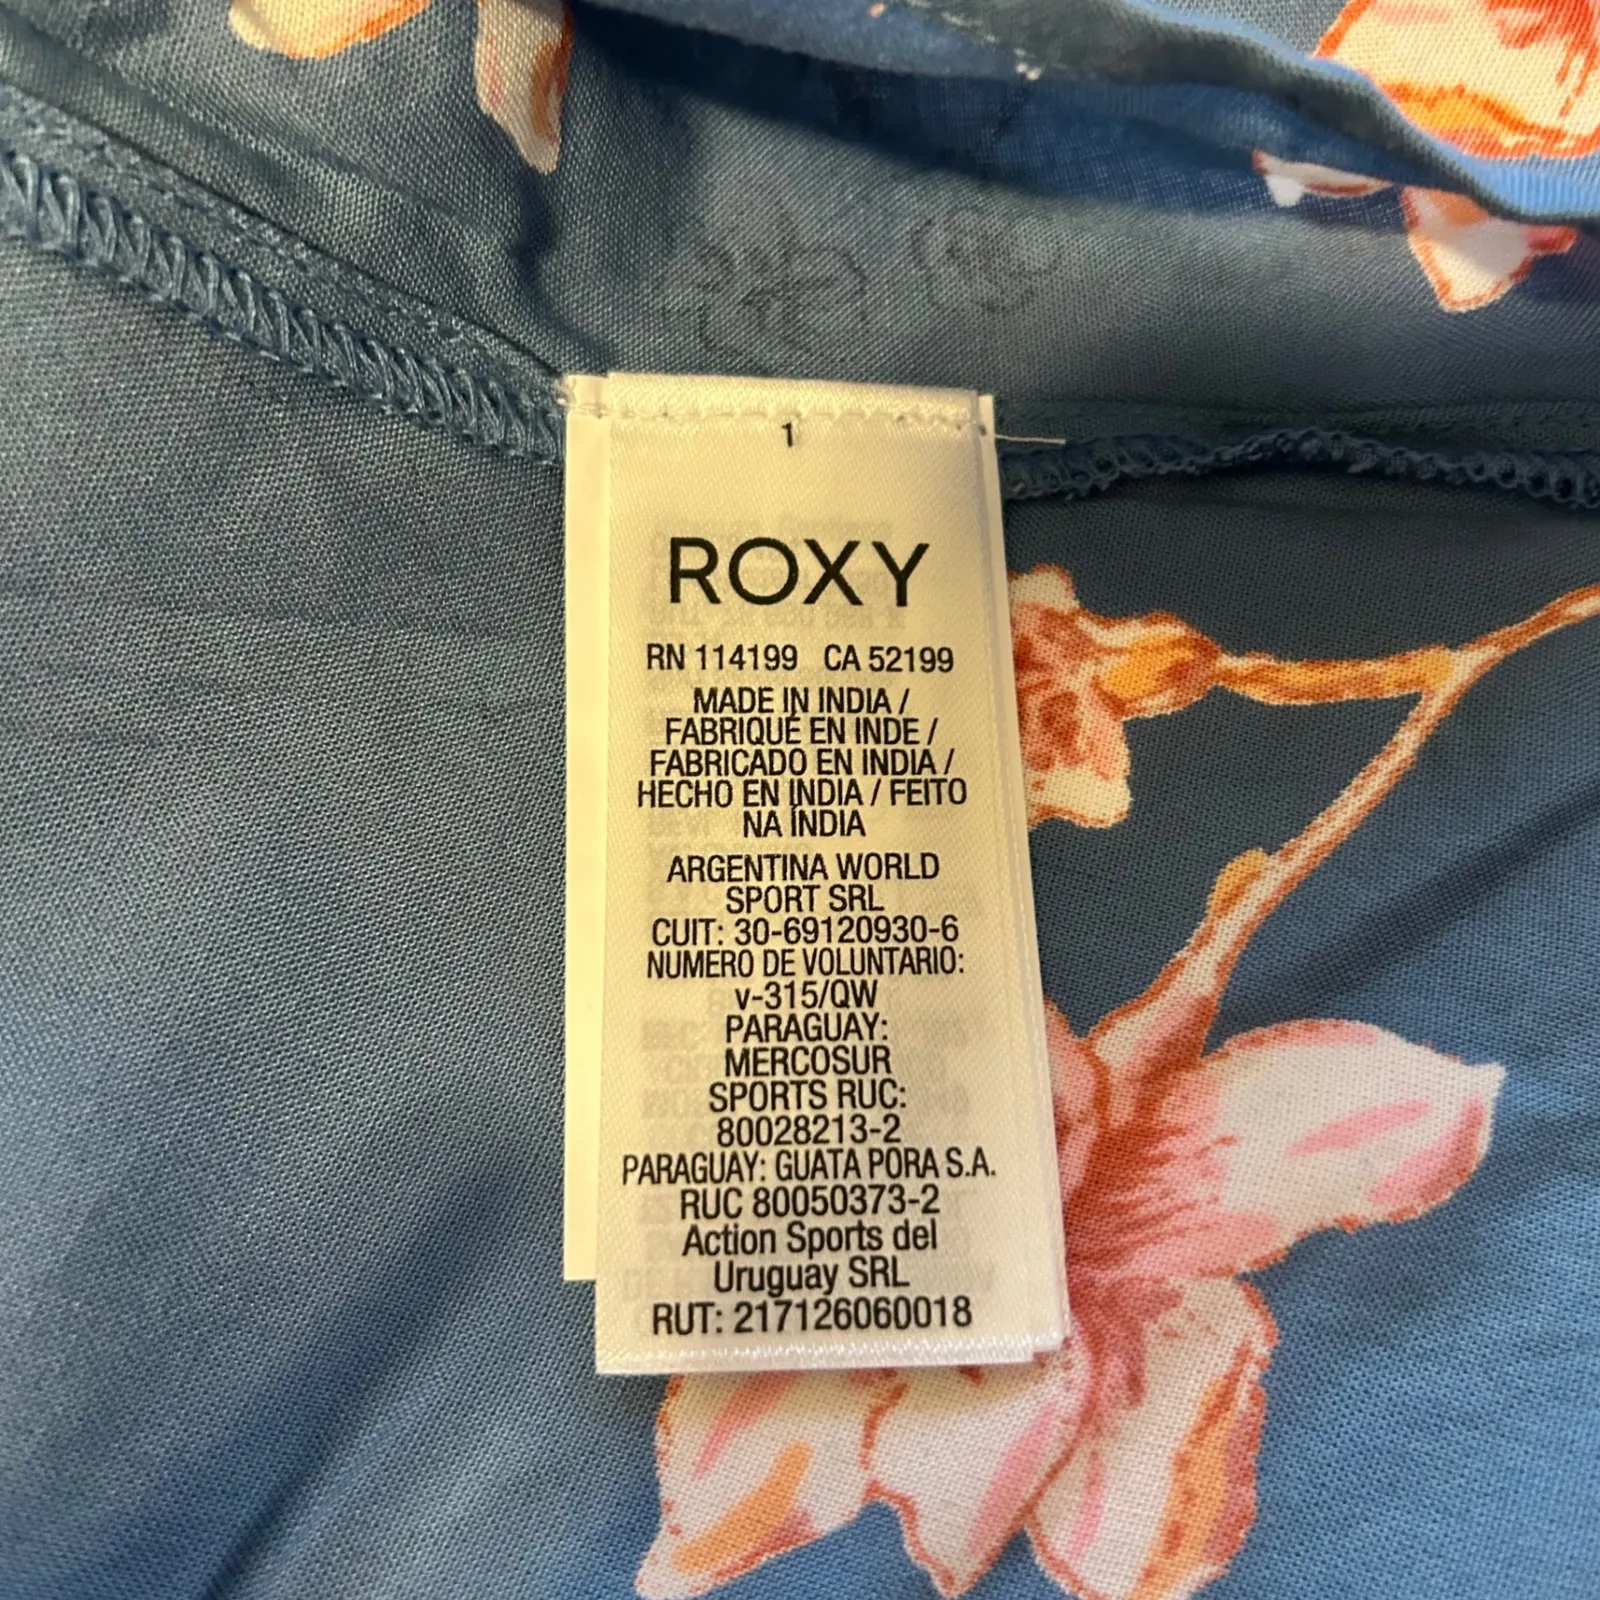 1
ROXY
RN 114199 CA 52199
MADE IN INDIA /
FABRIQUÉ EN INDE /
FABRICADO EN INDIA /
HECHO EN INDIA / FEITO
NA ÍNDIA
ARGENTINA WORLD
SPORT SRL
CUIT: 30-69120930-6
NUMERO DE VOLUNTARIO:
v-315/QW
PARAGUAY:
MERCOSUR
SPORTS RUC:
80028213-2
PARAGUAY: GUATA PORA S.A.
RUC 80050373-2
Action Sports del
Uruguay SRL
RUT: 217126060018